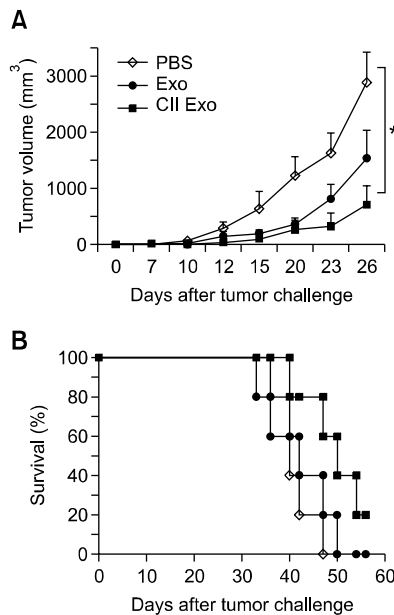 A
Tumor volume (mm³)
3000
2000
1000
0
PBS
Exo
CII Exo
*
0 7 10 12 15 20 23 26
Days after tumor challenge
B
Survival (%)
100
80
60
40
20
0
0 10 20 30 40 50 60
Days after tumor challenge